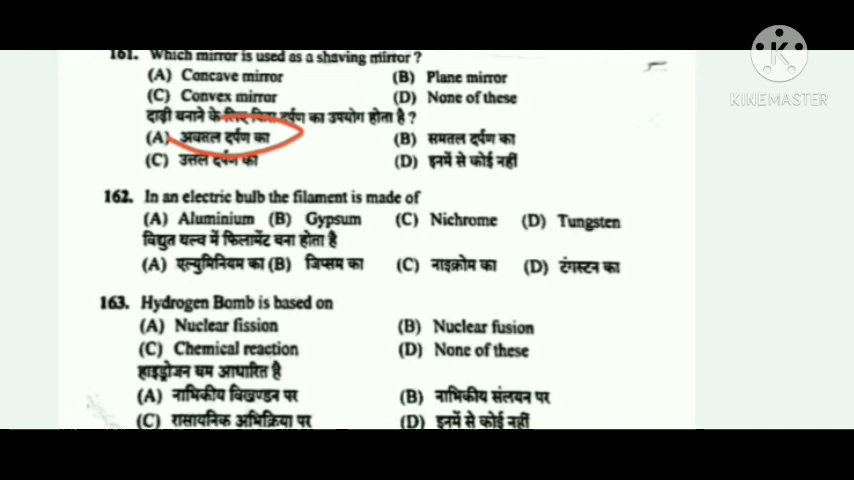 KINEMASTER
161. Which mirror is used as a shaving mirror ?
(A) Concave mirror (B) Plane mirror
(C) Convex mirror (D) None of these
दाढ़ी बनाने के लिए किस दर्पण का उपयोग होता है ?
(A) अवतल दर्पण का (B) समतल दर्पण का
(C) उत्तल दर्पण का (D) इनमें से कोई नहीं
162. In an electric bulb the filament is made of
(A) Aluminium (B) Gypsum (C) Nichrome (D) Tungsten
विद्युत बल्व में फिलामेंट बना होता है
(A) एल्युमिनियम का (B) जिप्सम का (C) नाइक्रोम का (D) टंगस्टन का
163. Hydrogen Bomb is based on
(A) Nuclear fission (B) Nuclear fusion
(C) Chemical reaction (D) None of these
हाइड्रोजन बम आधारित है
(A) नाभिकीय विखण्डन पर (B) नाभिकीय संलयन पर
(C) रासायनिक अभिक्रिया पर (D) इनमें से कोई नहीं